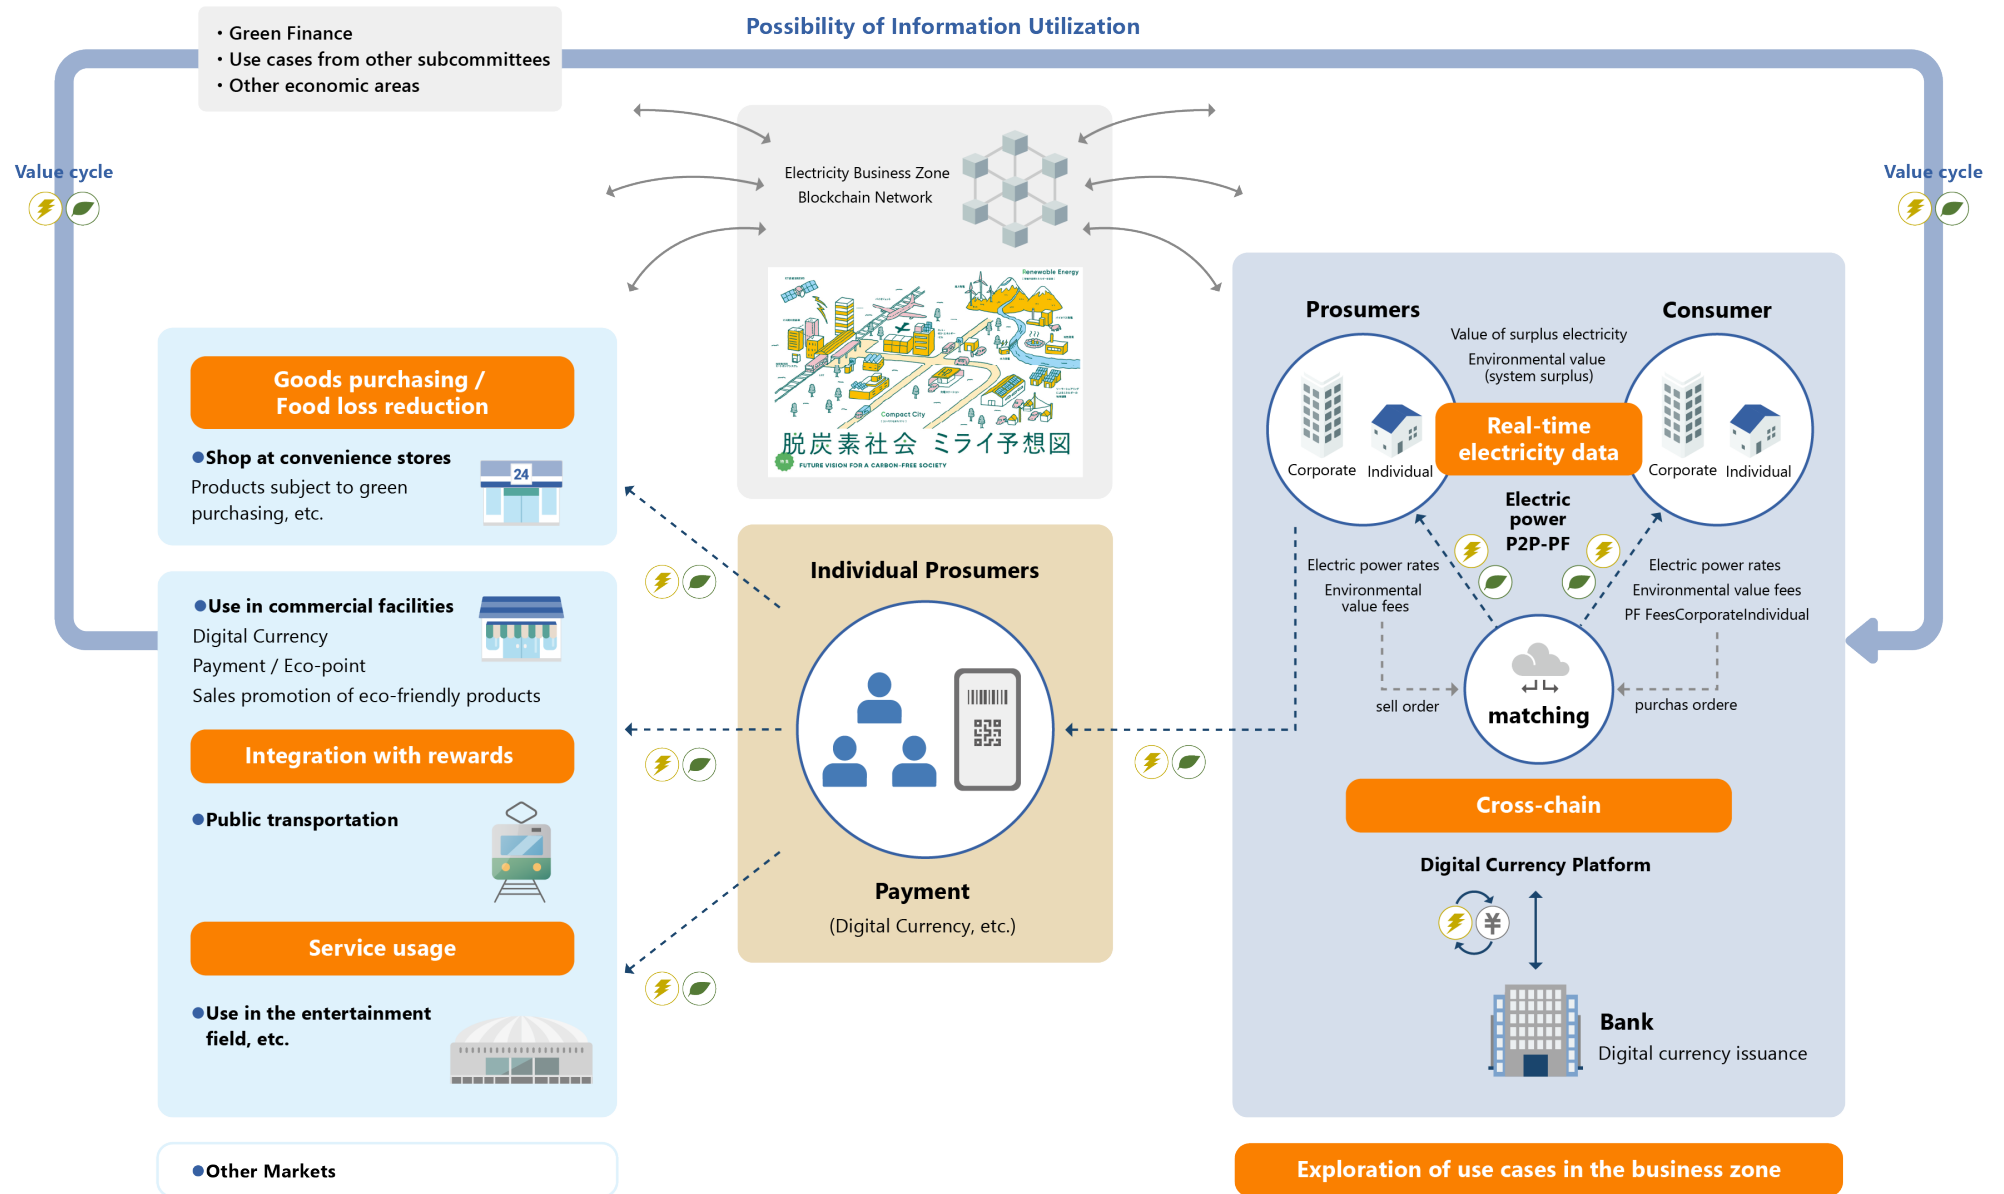 Possibility of Information Utilization
・Green Finance
・Use cases from other subcommittees
・Other economic areas
Value cycle
Value cycle
Electricity Business Zone
Blockchain Network
Renewable Energy
Compact City
脱炭素社会 ミライ予想図
FUTURE VISION FOR A CARBON-FREE SOCIETY
Goods purchasing /
Food loss reduction
●Shop at convenience stores
Products subject to green
purchasing, etc.
24
●Use in commercial facilities
Digital Currency
Payment / Eco-point
Sales promotion of eco-friendly products
Integration with rewards
●Public transportation
Service usage
●Use in the entertainment
field, etc.
●Other Markets
Individual Prosumers
Payment
(Digital Currency, etc.)
Prosumers
Consumer
Value of surplus electricity
Environmental value
(system surplus)
Real-time
electricity data
Corporate
Individual
Corporate
Individual
Electric
power
P2P-PF
Electric power rates
Environmental
value fees
Electric power rates
Environmental value fees
PF FeesCorporateIndividual
sell order
matching
purchas ordere
Cross-chain
Digital Currency Platform
¥
Bank
Digital currency issuance
Exploration of use cases in the business zone